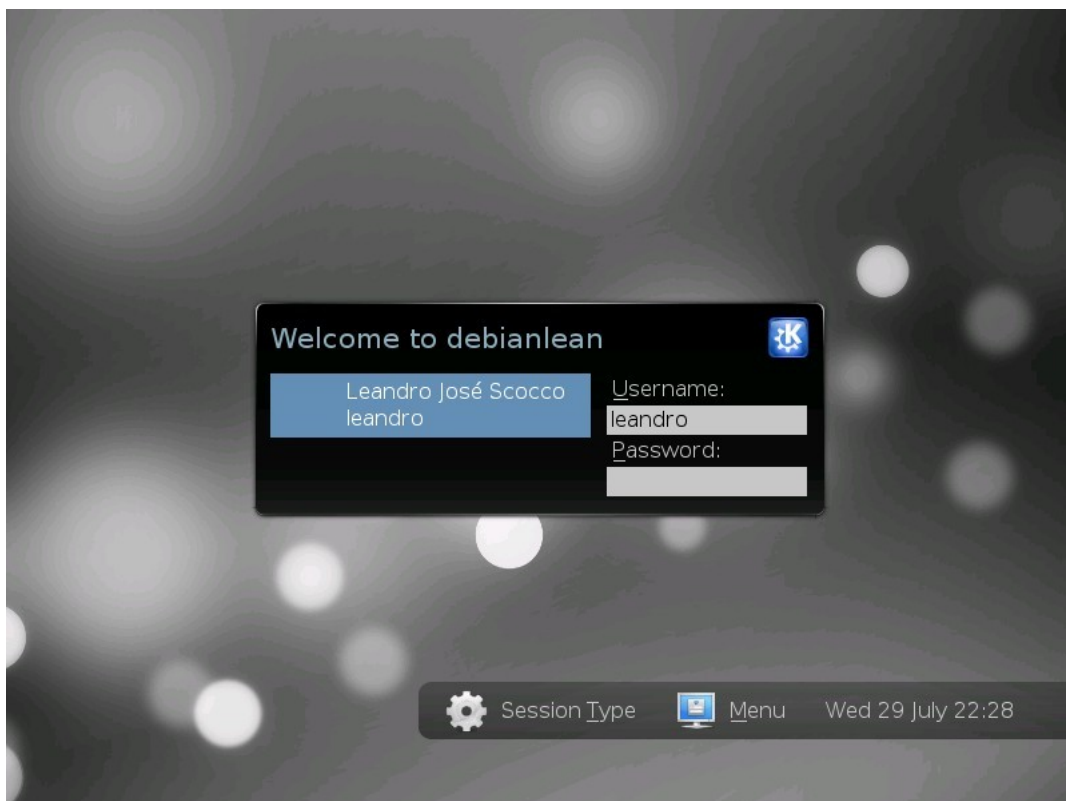 Welcome to debianlean
K
Leandro José Scocco
leandro
Username:
leandro
Password:
Session Type
Menu
Wed 29 July 22:28